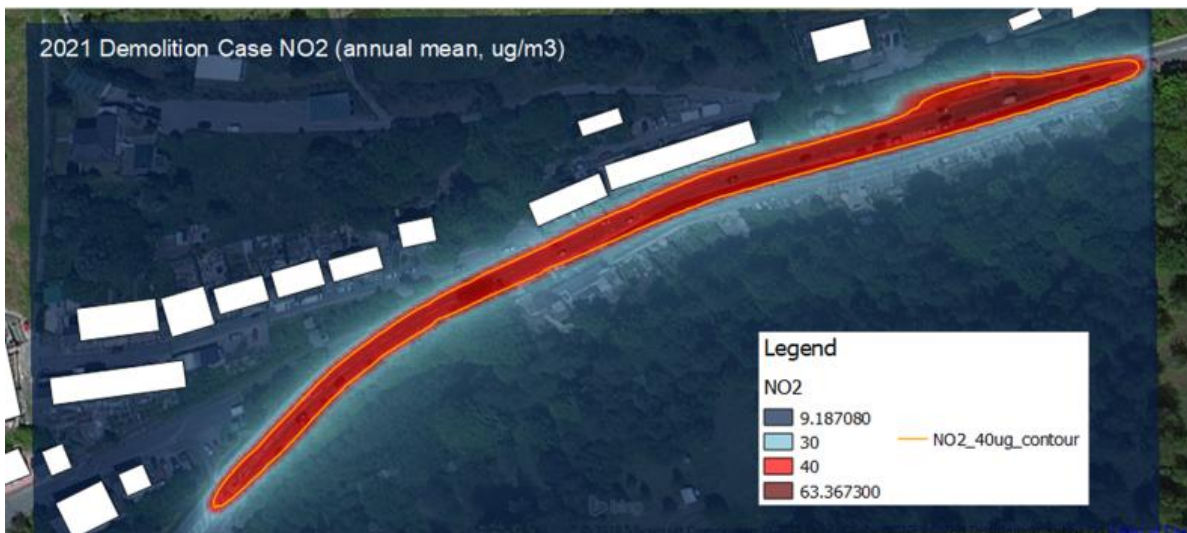 2021 Demolition Case NO2 (annual mean, ug/m3)
Legend
NO2
9.187080
30
NO2_40ug_contour
40
63.367300